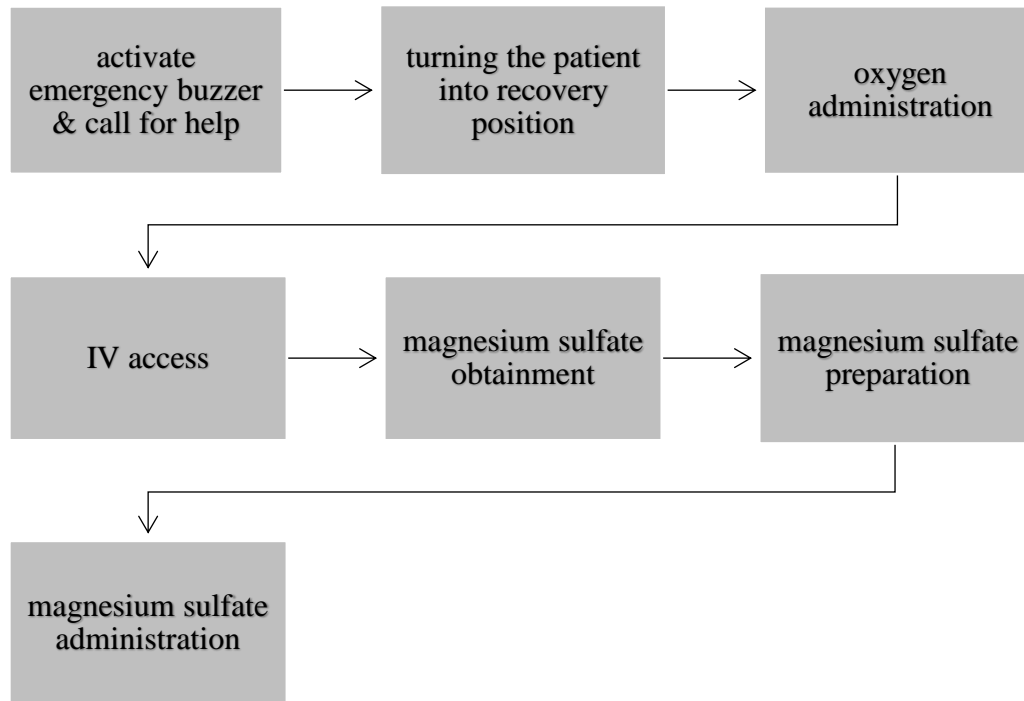 activate
emergency buzzer
& call for help
turning the patient
into recovery
position
oxygen
administration
IV access
magnesium sulfate
obtainment
magnesium sulfate
preparation
magnesium sulfate
administration